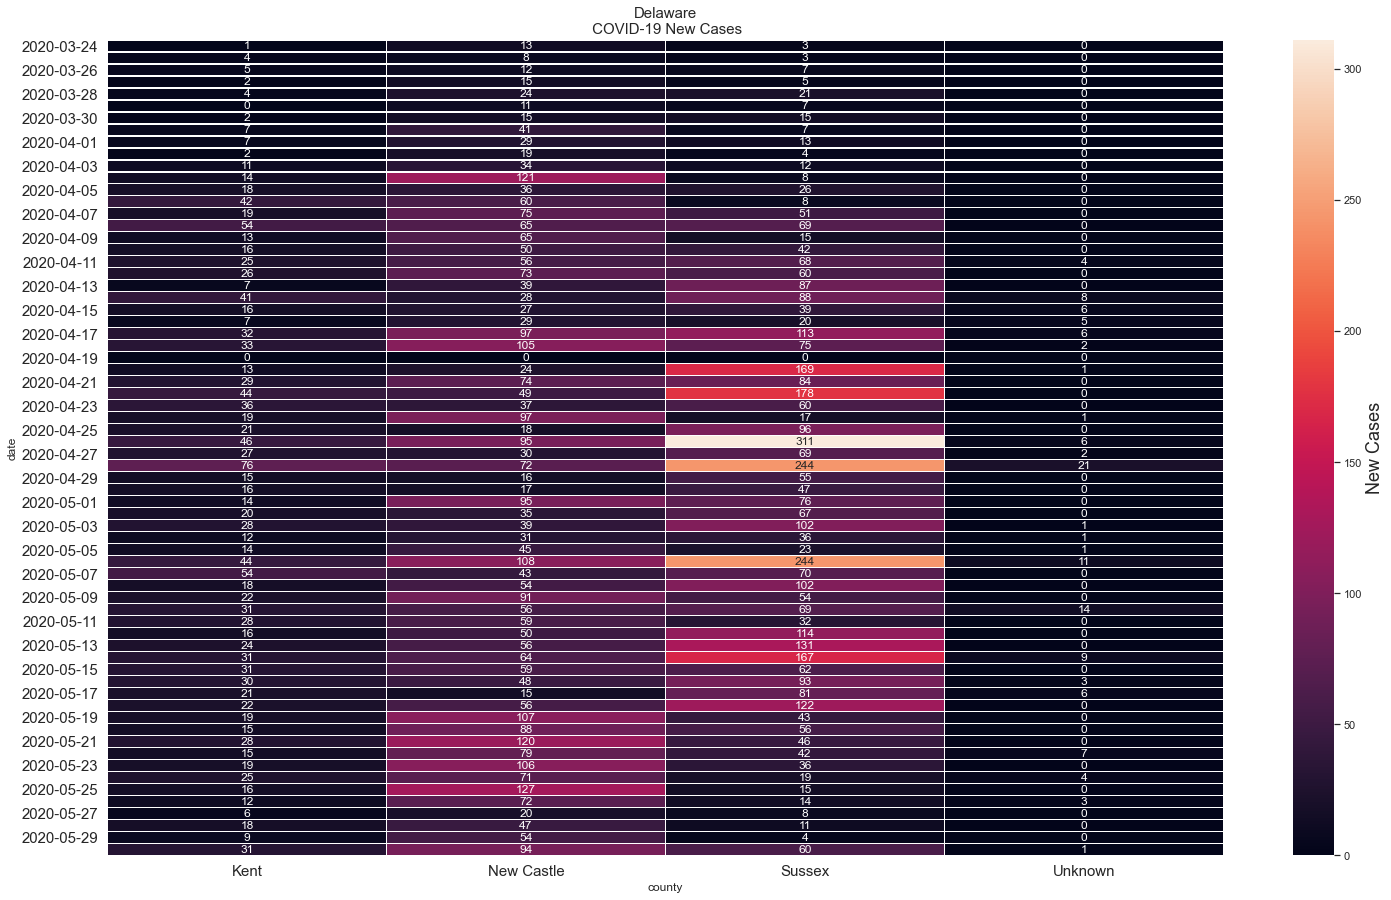 Delaware
COVID-19 New Cases
2020-03-24 1 13 3 0
4 8 3 0
2020-03-26 5 12 7 0
2 15 5 0
2020-03-28 4 24 21 0
0 11 7 0
2020-03-30 2 15 15 0
7 41 7 0
2020-04-01 7 29 13 0
2 19 4 0
2020-04-03 11 34 12 0
14 121 8 0
2020-04-05 18 36 26 0
42 60 8 0
2020-04-07 19 75 51 0
54 65 69 0
2020-04-09 13 65 15 0
16 50 42 0
2020-04-11 25 56 68 4
26 73 60 0
2020-04-13 7 39 87 0
41 28 88 8
2020-04-15 16 27 39 6
7 29 20 5
2020-04-17 32 97 113 6
33 105 75 2
2020-04-19 0 0 0 0
13 24 169 1
2020-04-21 29 74 84 0
44 49 178 0
2020-04-23 36 37 60 0
19 97 17 1
2020-04-25 21 18 96 0
46 95 311 6
2020-04-27 27 30 69 2
76 72 244 21
2020-04-29 15 16 55 0
16 17 47 0
2020-05-01 14 95 76 0
20 35 67 0
2020-05-03 28 39 102 1
12 31 36 1
2020-05-05 14 45 23 1
44 108 244 11
2020-05-07 54 43 70 0
18 54 102 0
2020-05-09 22 91 54 0
31 56 69 14
2020-05-11 28 59 32 0
16 50 114 0
2020-05-13 24 56 131 0
31 64 167 9
2020-05-15 31 59 62 0
30 48 93 3
2020-05-17 21 15 81 6
22 56 122 0
2020-05-19 19 107 43 0
15 88 56 0
2020-05-21 28 120 46 0
15 79 42 7
2020-05-23 19 106 36 0
25 71 19 4
2020-05-25 16 127 15 0
12 72 14 3
2020-05-27 6 20 8 0
18 47 11 0
2020-05-29 9 54 4 0
31 94 60 1
Kent New Castle Sussex Unknown
county
date
300
250
200
150
100
50
0
New Cases